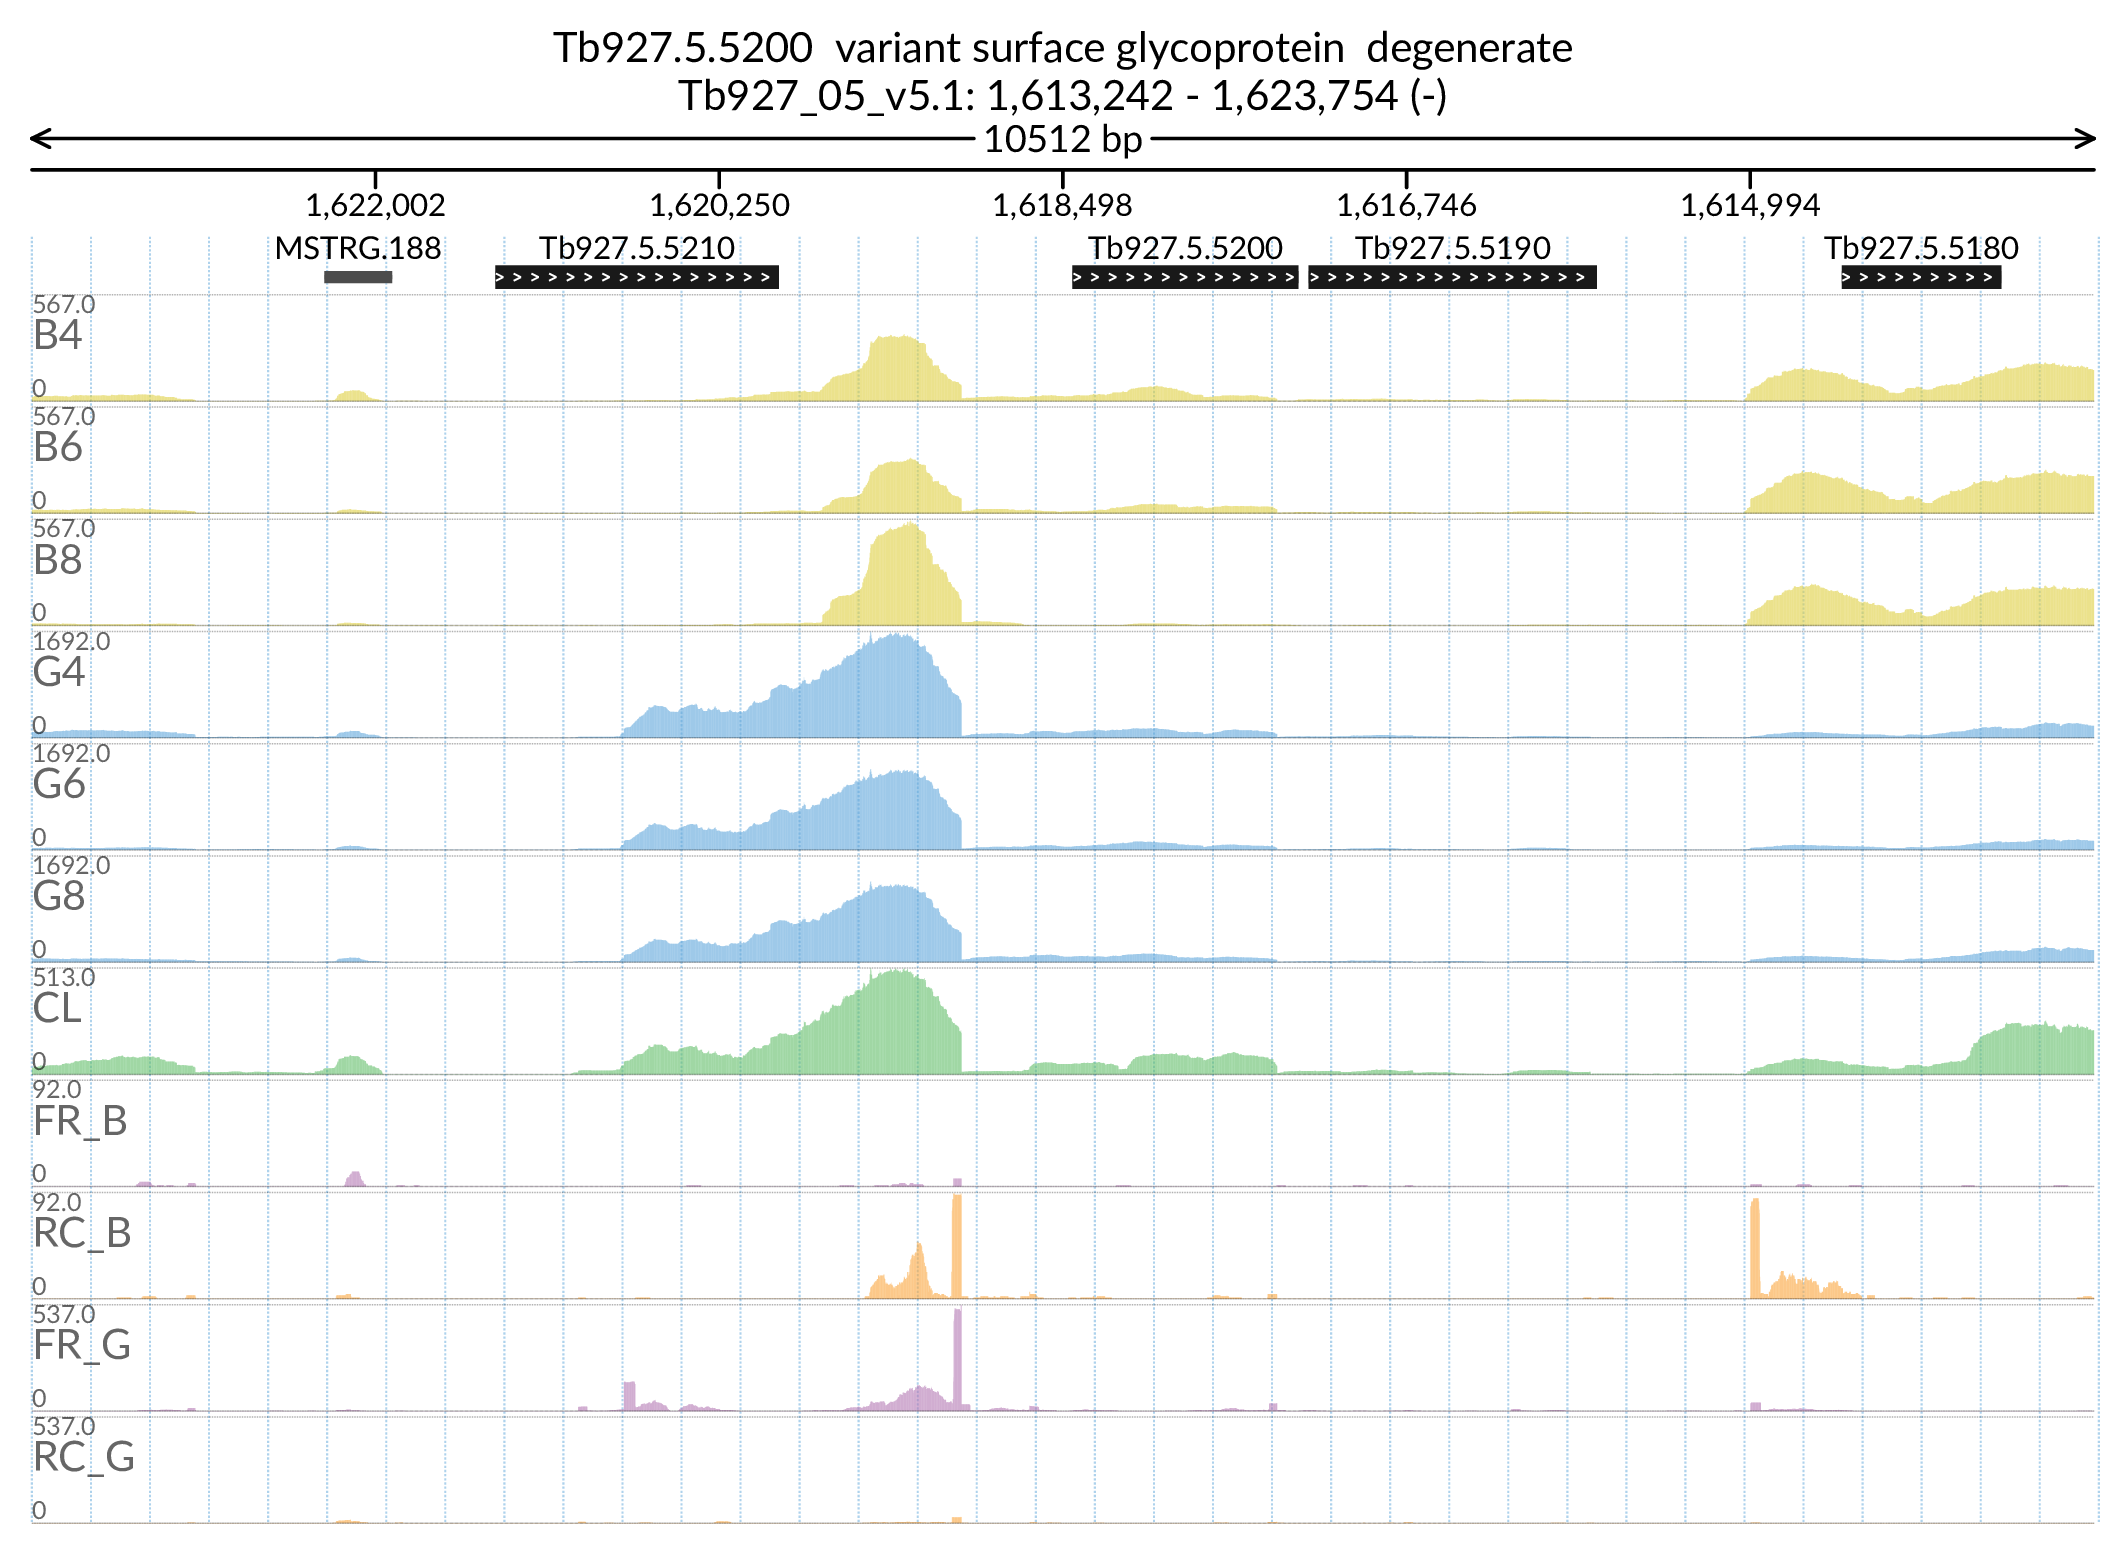 Tb927.5.5200  variant surface glycoprotein  degenerate
Tb927_05_v5.1: 1,613,242 - 1,623,754 (-)
10512 bp
1,622,002 1,620,250 1,618,498 1,616,746 1,614,994
MSTRG.188 Tb927.5.5210 Tb927.5.5200 Tb927.5.5190 Tb927.5.5180
567.0
B4
0
567.0
B6
0
567.0
B8
0
1692.0
G4
0
1692.0
G6
0
1692.0
G8
0
513.0
CL
0
92.0
FR_B
0
92.0
RC_B
0
537.0
FR_G
0
537.0
RC_G
0